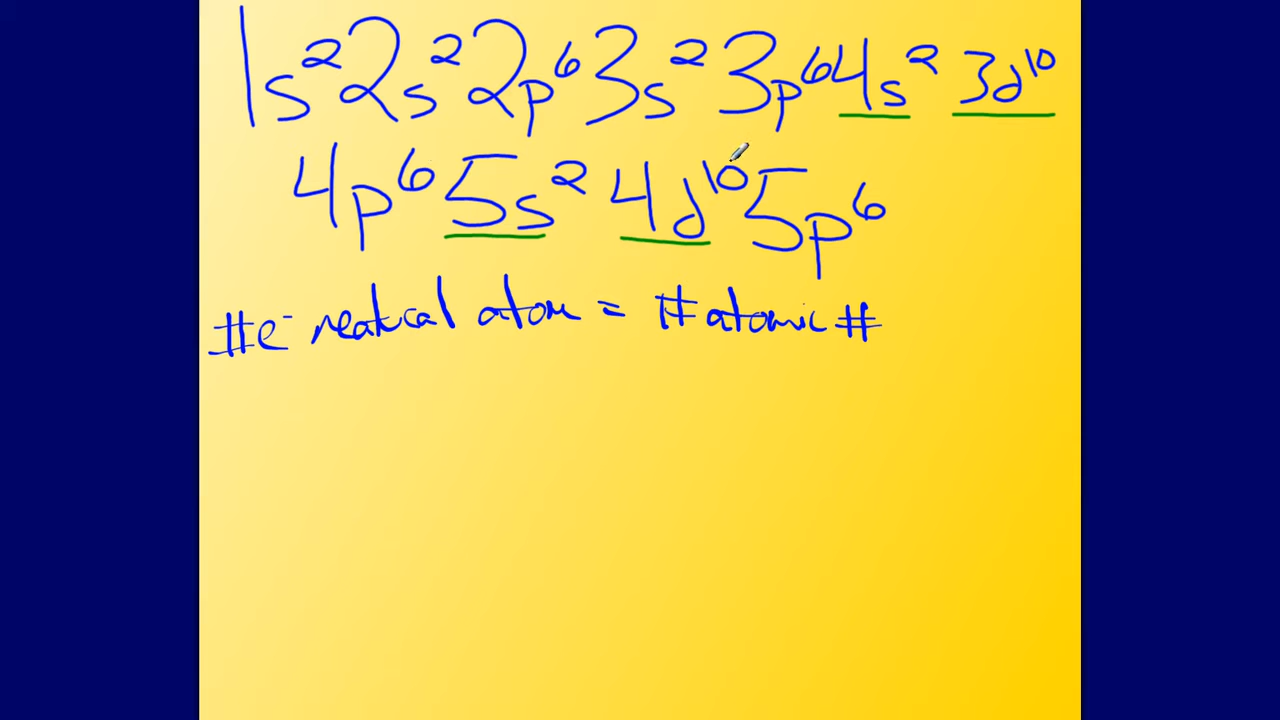 1s²2s²2p⁶3s²3p⁶4s²3d¹⁰
4p⁶5s²4d¹⁰5p⁶
#e⁻ neutral atom = # atomic #